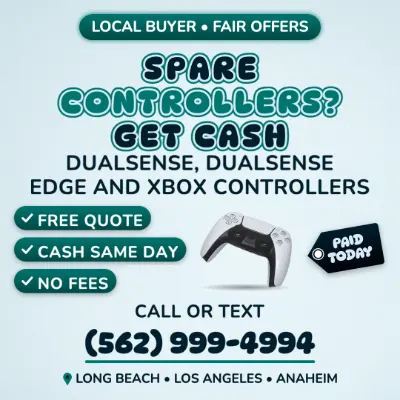 LOCAL BUYER • FAIR OFFERS
SPARE
CONTROLLERS?
GET CASH
DUALSENSE, DUALSENSE
EDGE AND XBOX CONTROLLERS
FREE QUOTE
CASH SAME DAY
NO FEES
PAID
TODAY
CALL OR TEXT
(562) 999-4994
LONG BEACH • LOS ANGELES • ANAHEIM